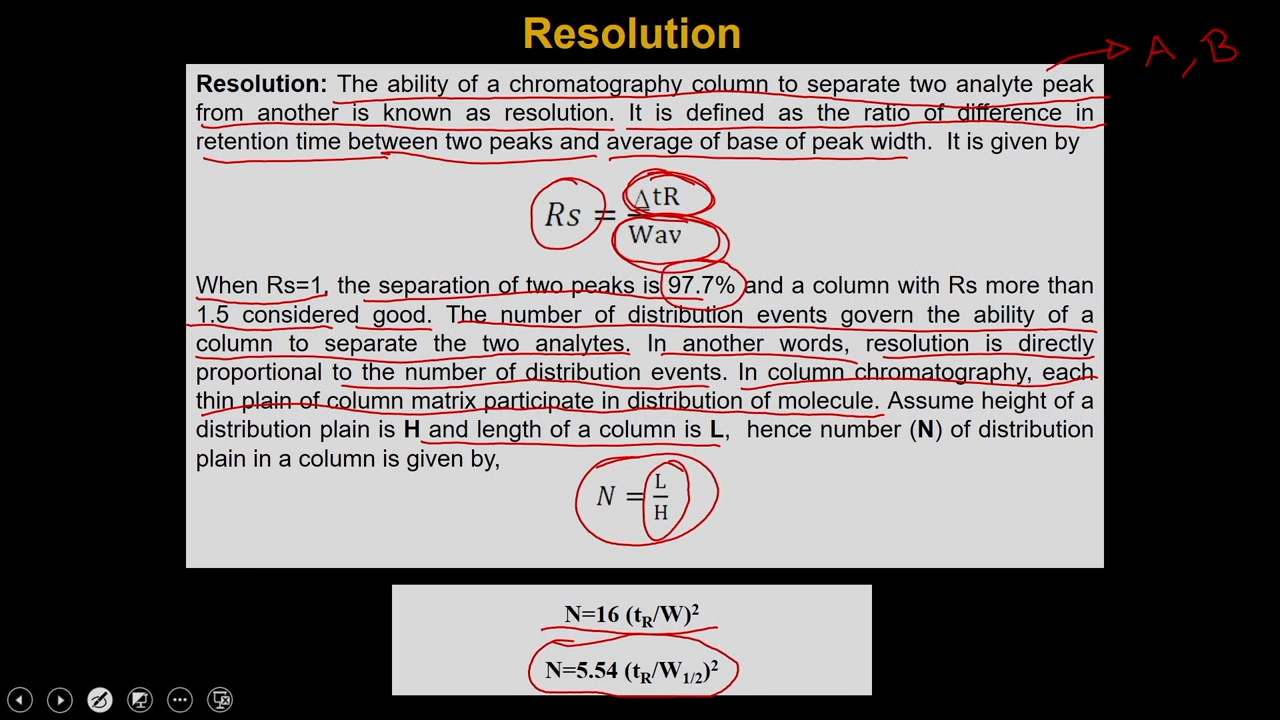 Resolution
A, B
Resolution: The ability of a chromatography column to separate two analyte peak
from another is known as resolution. It is defined as the ratio of difference in
retention time between two peaks and average of base of peak width. It is given by
Rs = ΔtR / Wav
When Rs=1, the separation of two peaks is 97.7% and a column with Rs more than
1.5 considered good. The number of distribution events govern the ability of a
column to separate the two analytes. In another words, resolution is directly
proportional to the number of distribution events. In column chromatography, each
thin plain of column matrix participate in distribution of molecule. Assume height of a
distribution plain is H and length of a column is L, hence number (N) of distribution
plain in a column is given by,
N = L / H
N=16 (tR/W)²
N=5.54 (tR/W1/2)²